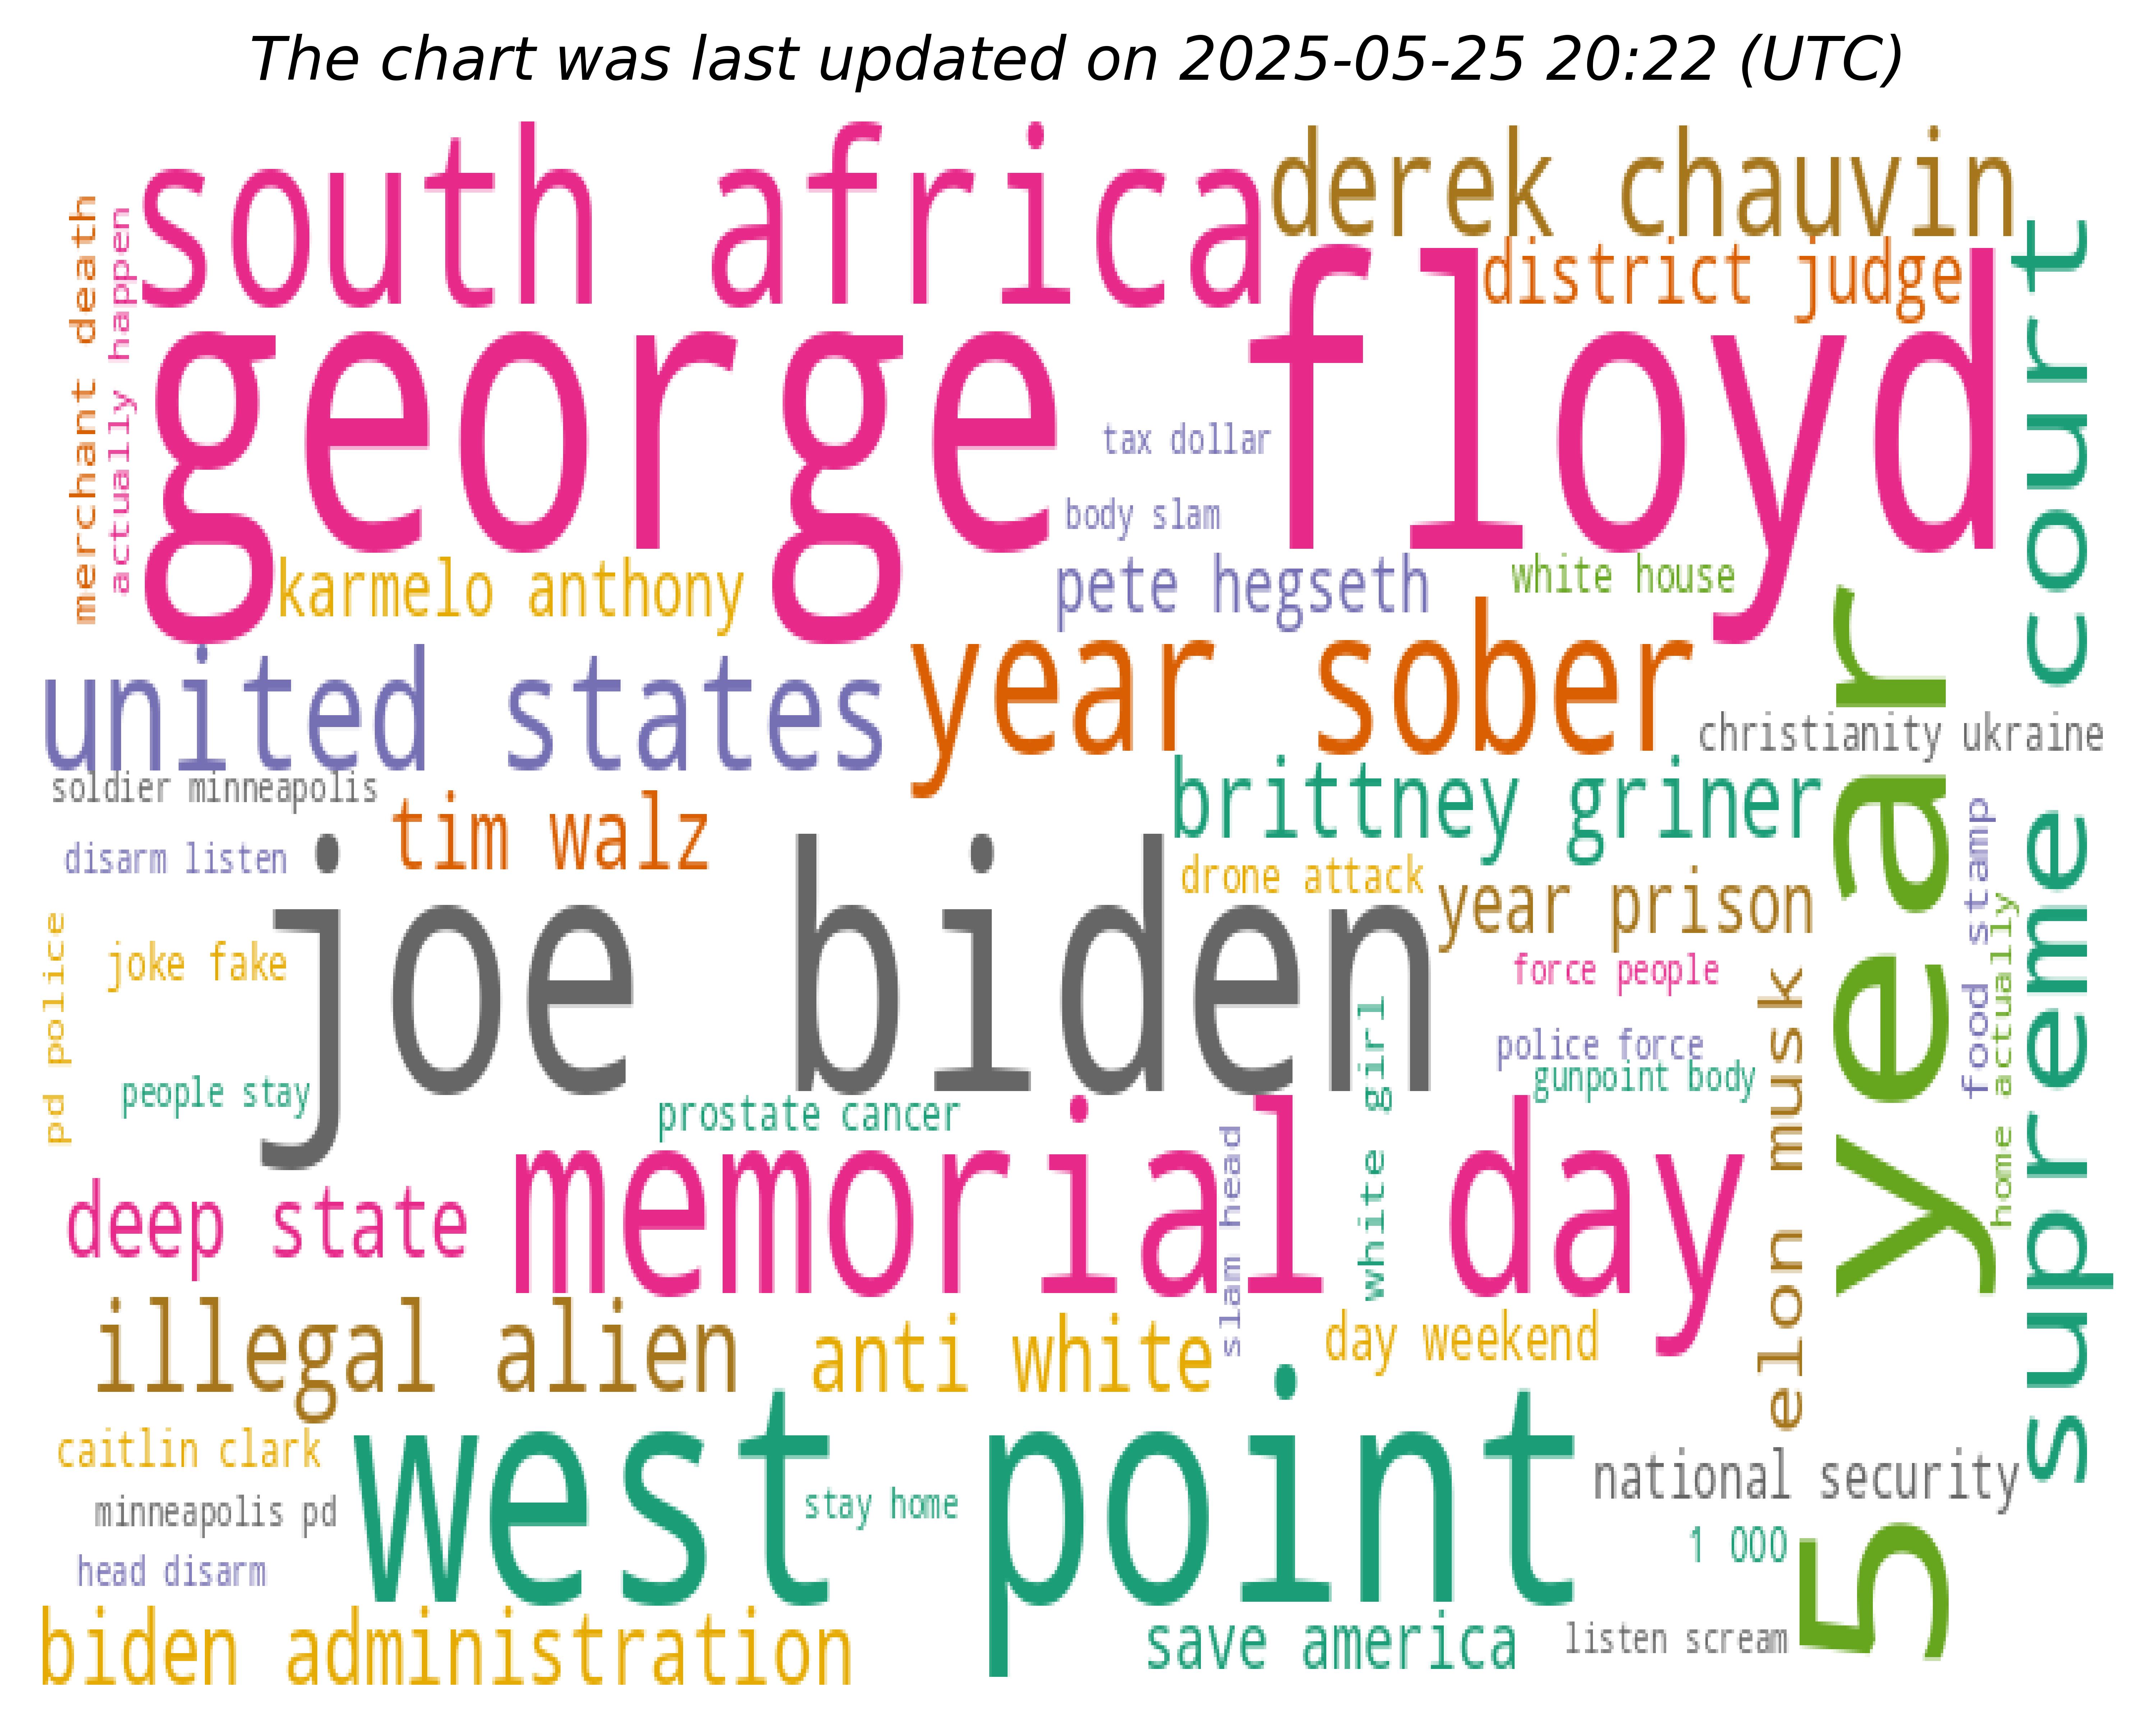 The chart was last updated on 2025-05-25 20:22 (UTC)
south africa
derek chauvin
district judge
merchant death
actually happen
george floyd
supreme court
tax dollar
body slam
karmelo anthony
pete hegseth
white house
united states
year sober
5 year
christianity ukraine
soldier minneapolis
tim walz
brittney griner
disarm listen
joe biden
drone attack
year prison
food stamp
home actually
pd police
joke fake
force people
elon musk
white girl
police force
gunpoint body
people stay
prostate cancer
memorial day
slam head
deep state
illegal alien
anti white
day weekend
caitlin clark
west point
national security
minneapolis pd
stay home
1 000
head disarm
biden administration
save america
listen scream